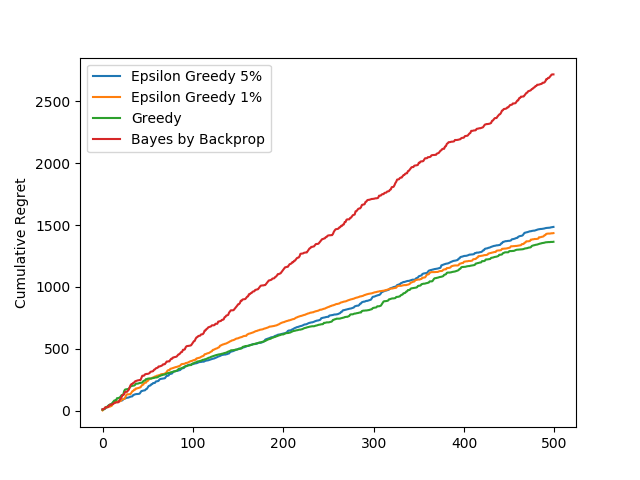 Epsilon Greedy 5%
Epsilon Greedy 1%
Greedy
Bayes by Backprop
Cumulative Regret
2500
2000
1500
1000
500
0
0 100 200 300 400 500